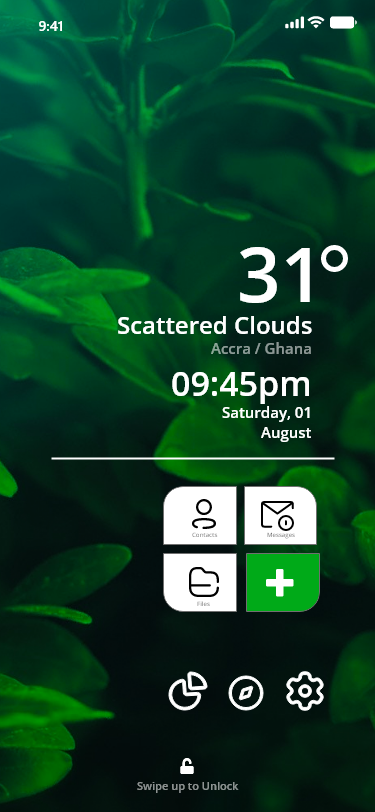 9:41
31°
Scattered Clouds
Accra / Ghana
09:45pm
Saturday, 01
August
Contacts
Messages
Files
Swipe up to Unlock